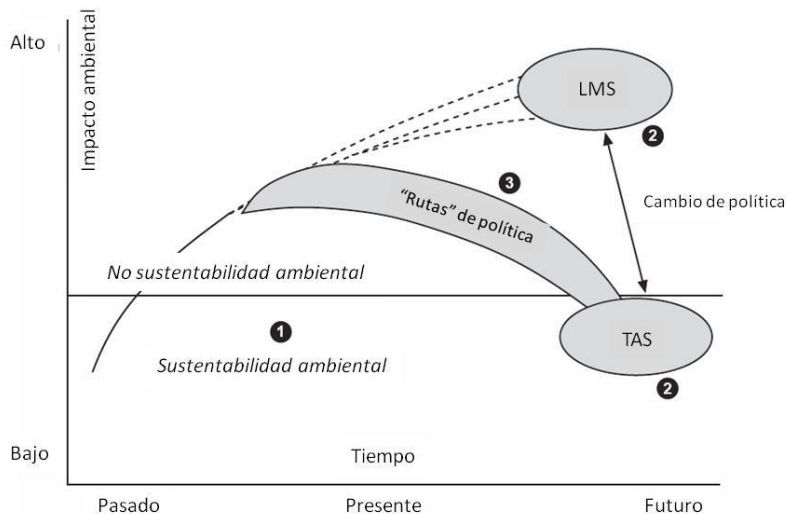 Alto
Impacto ambiental
LMS
2
3
Cambio de política
“Rutas” de política
No sustentabilidad ambiental
1
TAS
Sustentabilidad ambiental
2
Bajo
Tiempo
Pasado
Presente
Futuro